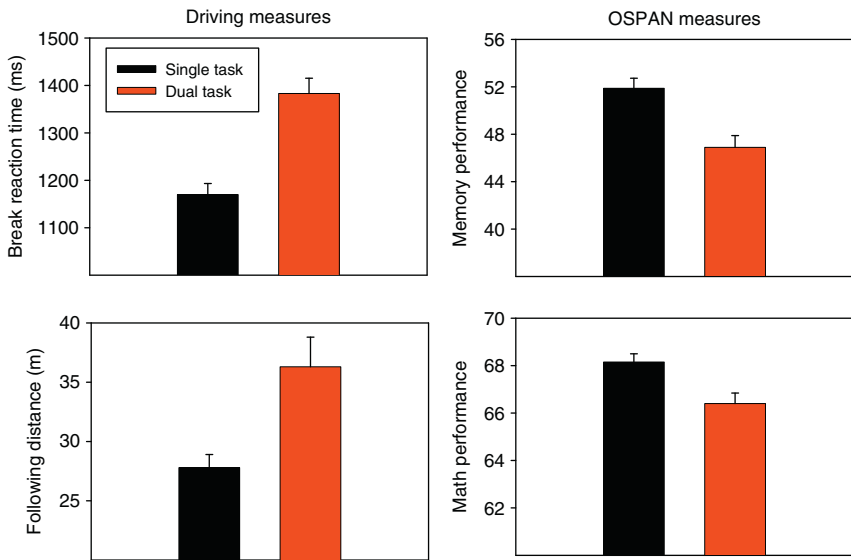 Driving measures
Break reaction time (ms)
1500
1400
1300
1200
1100
Single task
Dual task
OSPAN measures
Memory performance
56
52
48
44
40
Following distance (m)
40
35
30
25
Math performance
70
68
66
64
62
60